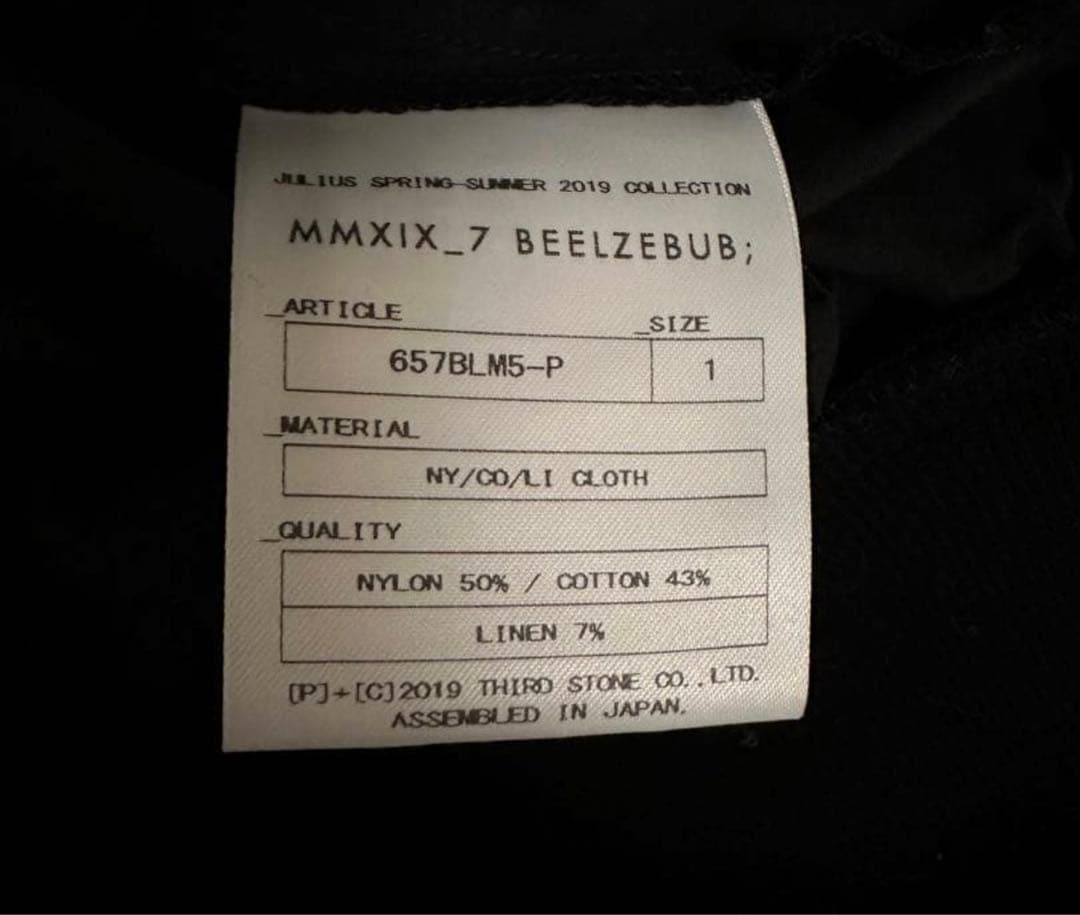 JULIUS SPRING-SUMMER 2019 COLLECTION
MMXIX_7 BEELZEBUB;
_ARTICLE
_SIZE
657BLM5-P
1
_MATERIAL
NY/CO/LI CLOTH
_QUALITY
NYLON 50% / COTTON 43%
LINEN 7%
[P]+[C]2019 THIRD STONE CO.,LTD.
ASSEMBLED IN JAPAN.